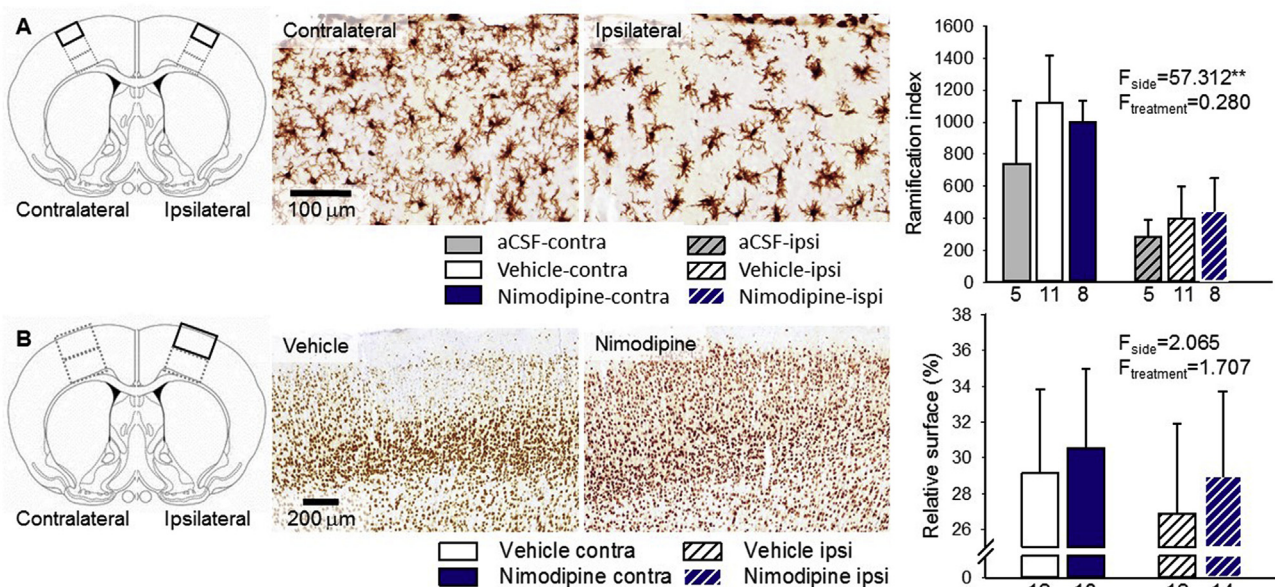 A
Contralateral
Ipsilateral
Contralateral
Ipsilateral
100 μm
aCSF-contra
aCSF-ipsi
Vehicle-contra
Vehicle-ipsi
Nimodipine-contra
Nimodipine-ispi
Ramification index
1600
1400
1200
1000
800
600
400
200
0
Fside=57.312**
Ftreatment=0.280
5 11 8 5 11 8
B
Contralateral
Ipsilateral
Vehicle
Nimodipine
200 μm
Vehicle contra
Vehicle ipsi
Nimodipine contra
Nimodipine ipsi
Relative surface (%)
38
36
34
32
30
28
26
0
Fside=2.065
Ftreatment=1.707